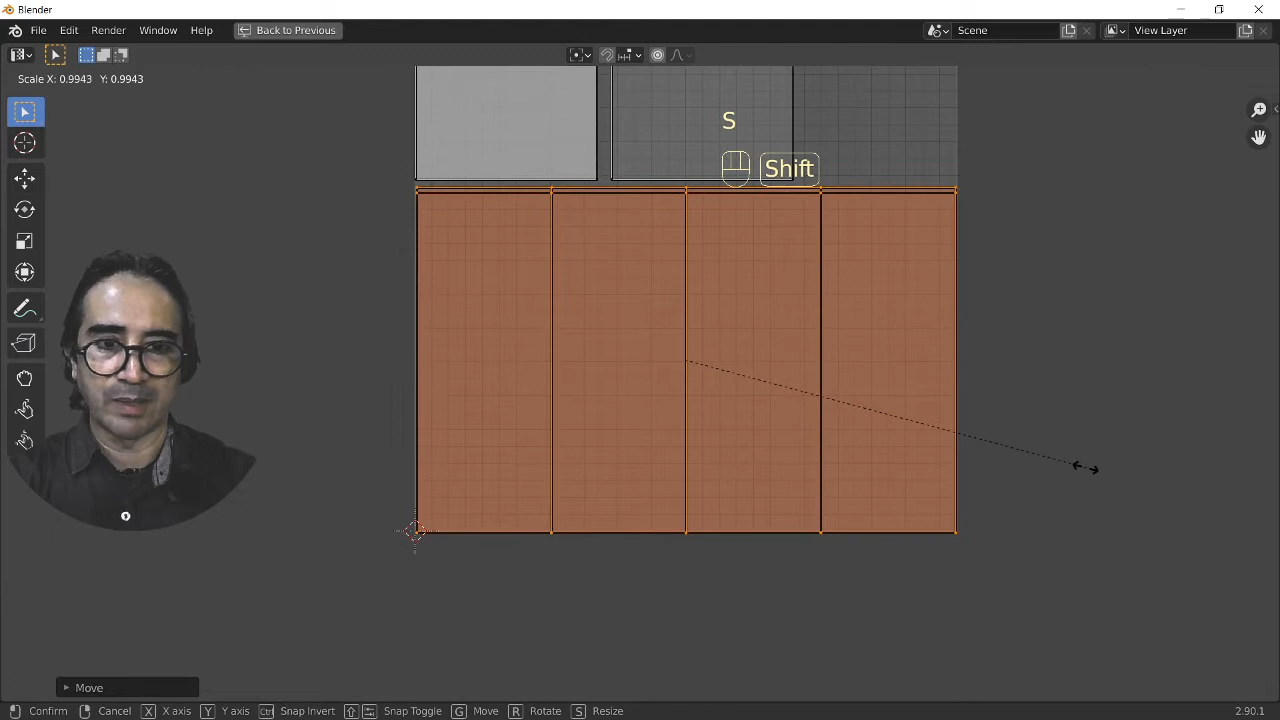 Blender
File Edit Render Window Help Back to Previous Scene View Layer
Scale X: 0.9943 Y: 0.9943
S
Shift
Move
Confirm Cancel X X axis Y Y axis Ctrl Snap Invert Snap Toggle G Move R Rotate S Resize 2.90.1